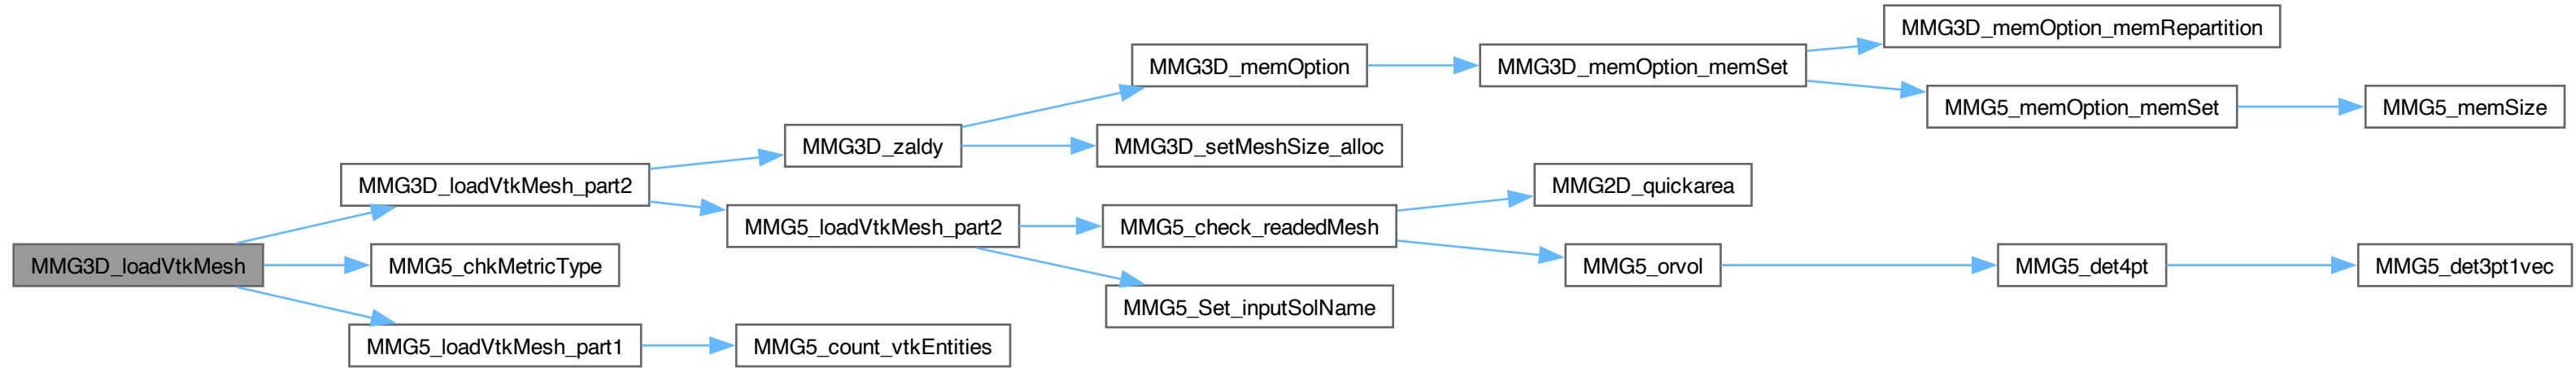 MMG3D_memOption_memRepartition
MMG3D_memOption
MMG3D_memOption_memSet
MMG5_memOption_memSet
MMG5_memSize
MMG3D_zaldy
MMG3D_setMeshSize_alloc
MMG3D_loadVtkMesh_part2
MMG2D_quickarea
MMG5_loadVtkMesh_part2
MMG5_check_readedMesh
MMG3D_loadVtkMesh
MMG5_chkMetricType
MMG5_orvol
MMG5_det4pt
MMG5_det3pt1vec
MMG5_Set_inputSolName
MMG5_loadVtkMesh_part1
MMG5_count_vtkEntities